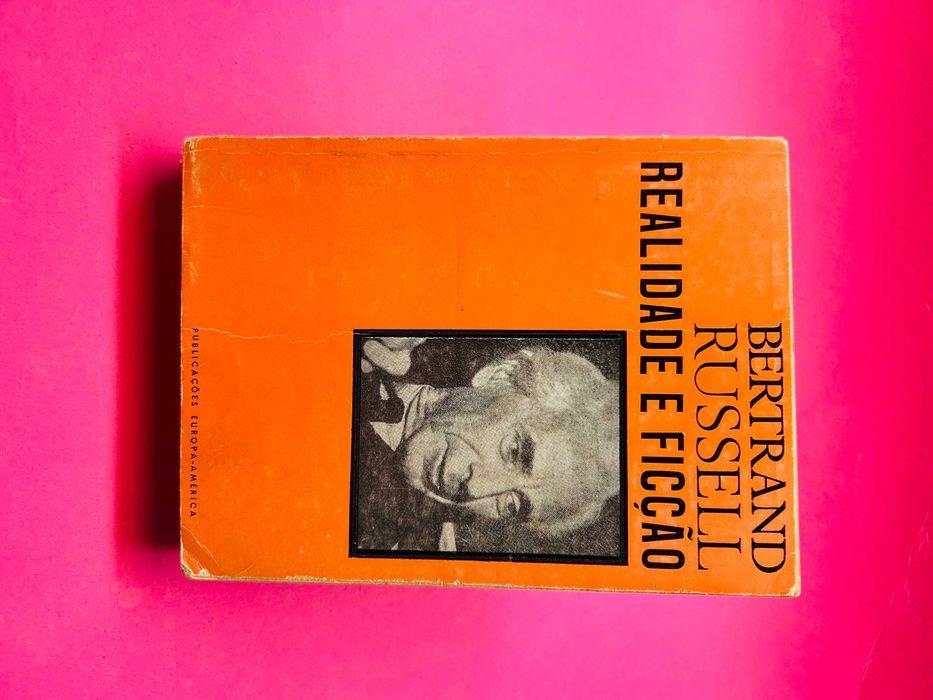 BERTRAND
RUSSELL
REALIDADE E FICÇÃO
PUBLICAÇÕES EUROPA-AMÉRICA